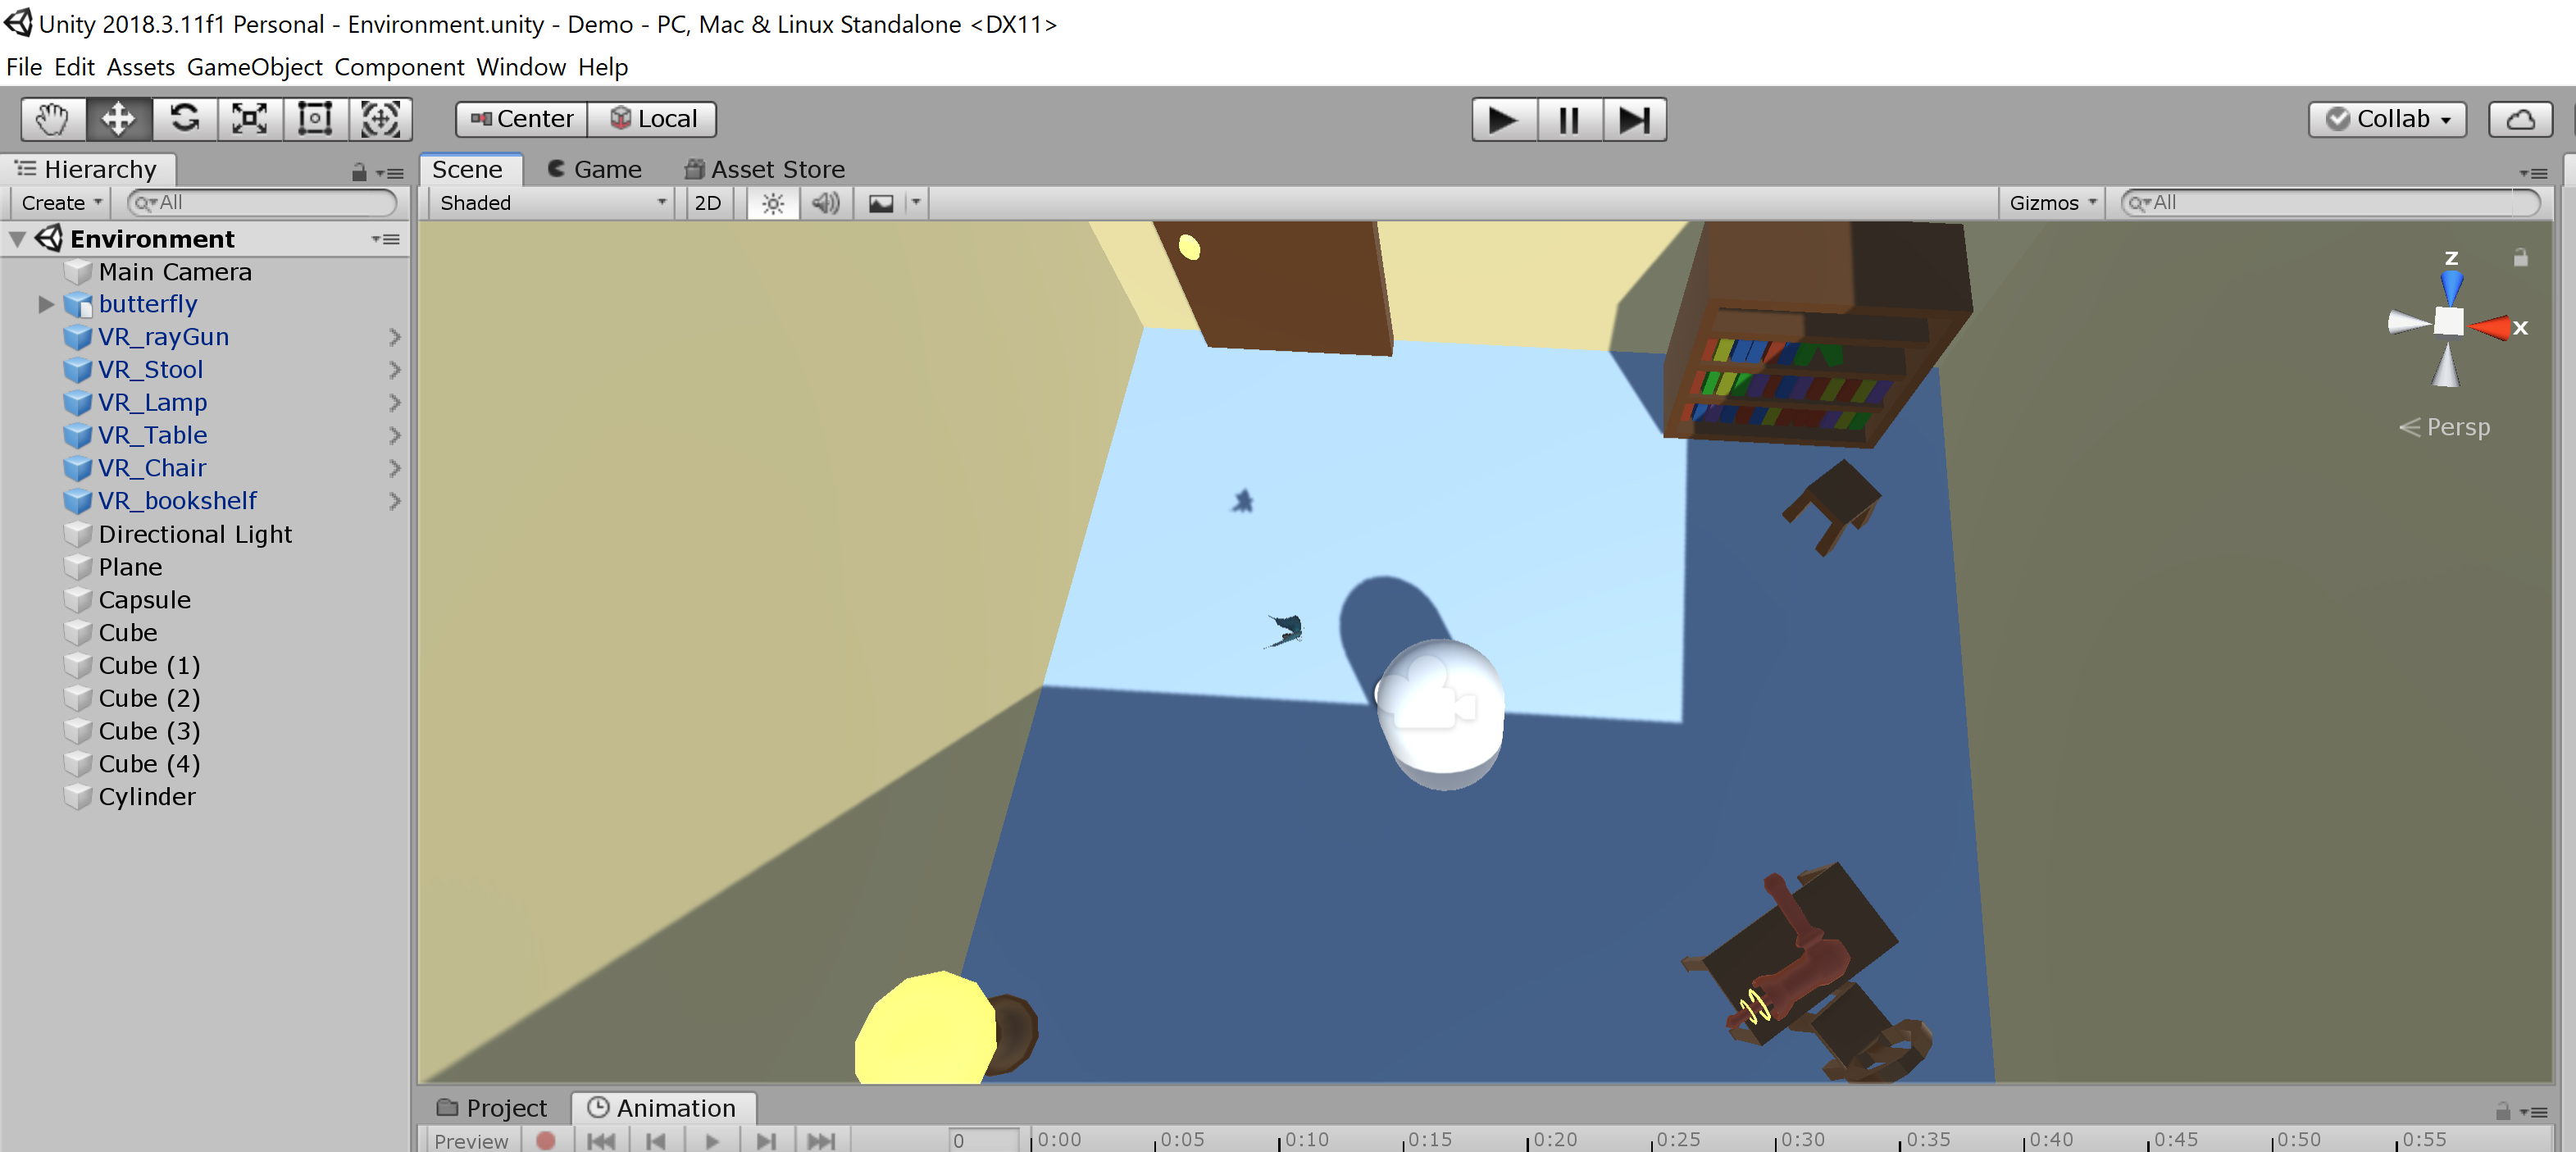 Unity 2018.3.11f1 Personal - Environment.unity - Demo - PC, Mac & Linux Standalone <DX11>
File Edit Assets GameObject Component Window Help
Center Local Collab
Hierarchy
Scene Game Asset Store
Create All
Shaded 2D Gizmos All
Environment
Main Camera
butterfly
VR_rayGun
VR_Stool
VR_Lamp
VR_Table
VR_Chair
VR_bookshelf
Directional Light
Plane
Capsule
Cube
Cube (1)
Cube (2)
Cube (3)
Cube (4)
Cylinder
z
x
Persp
Project Animation
Preview 0 0:00 0:05 0:10 0:15 0:20 0:25 0:30 0:35 0:40 0:45 0:50 0:55